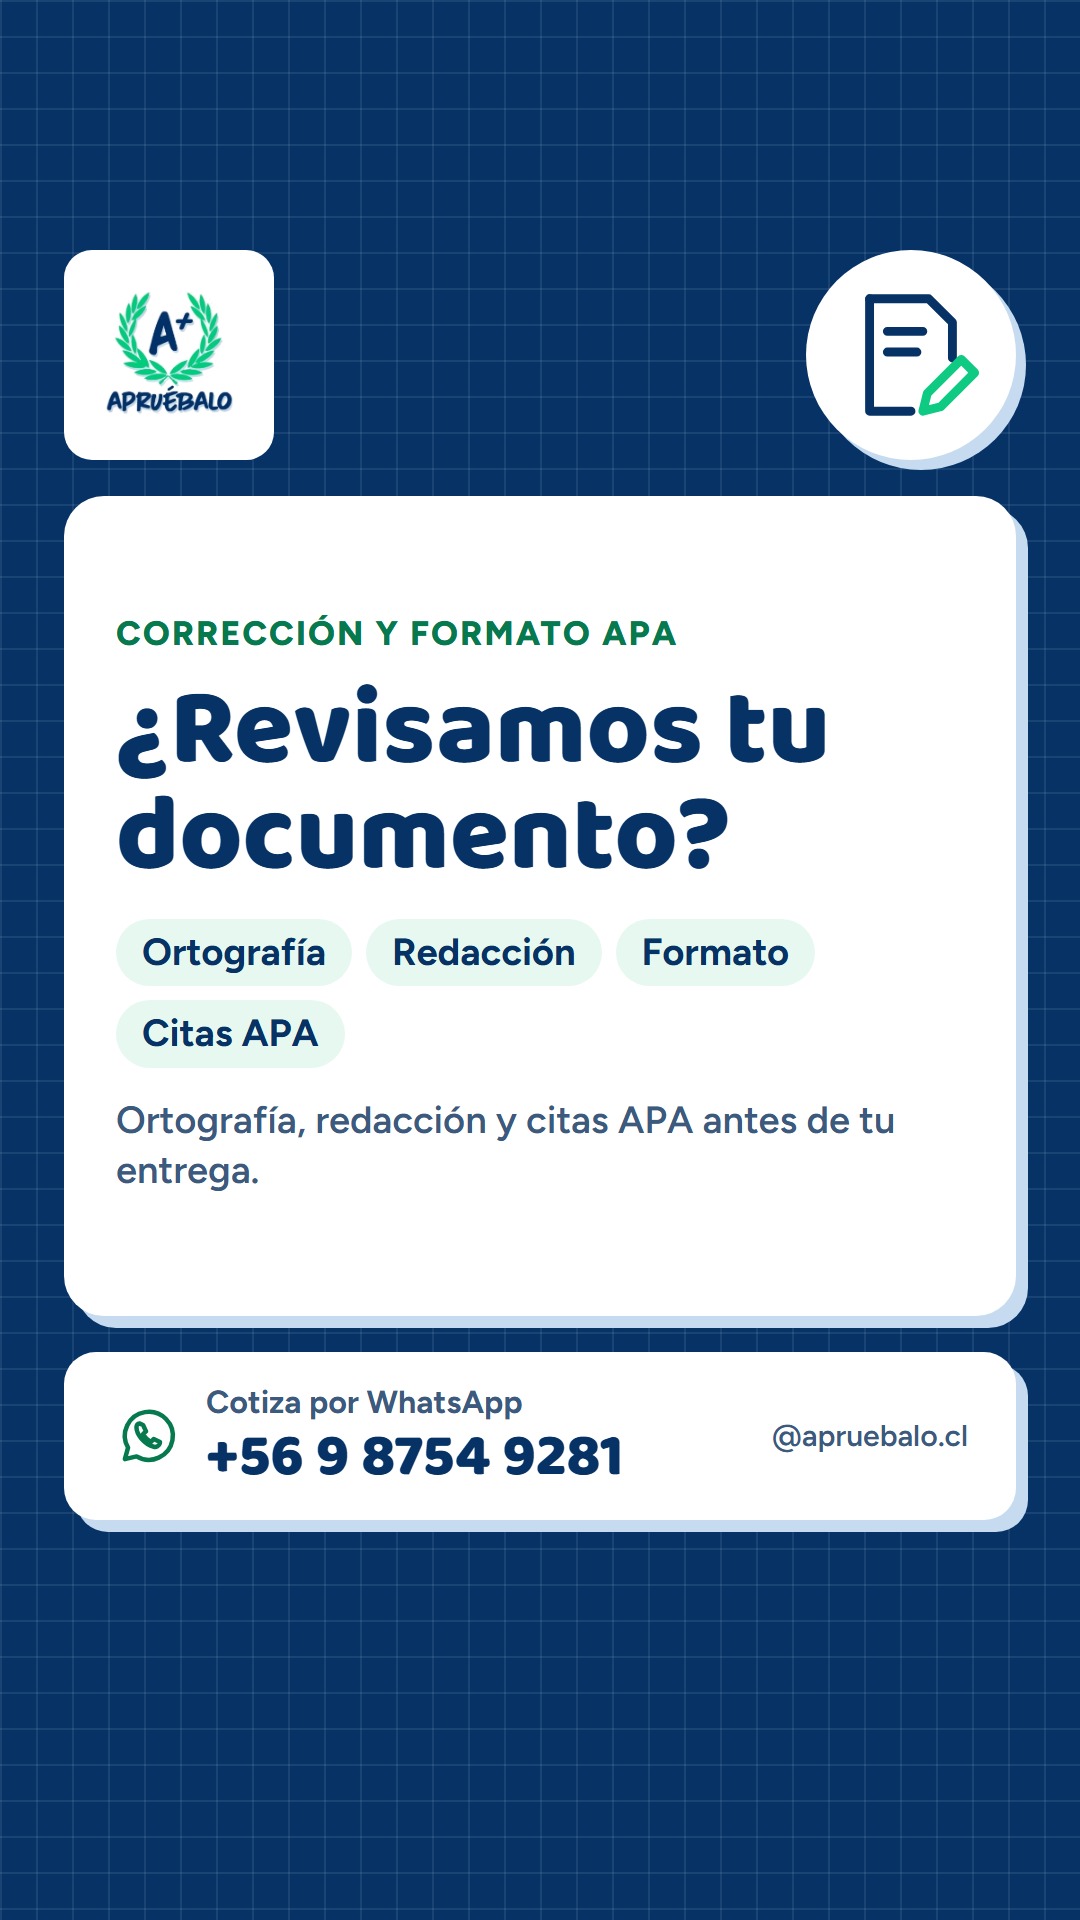 A+
APRUÉBALO
CORRECCIÓN Y FORMATO APA
¿Revisamos tu
documento?
Ortografía Redacción Formato
Citas APA
Ortografía, redacción y citas APA antes de tu
entrega.
Cotiza por WhatsApp
+56 9 8754 9281
@apruebalo.cl